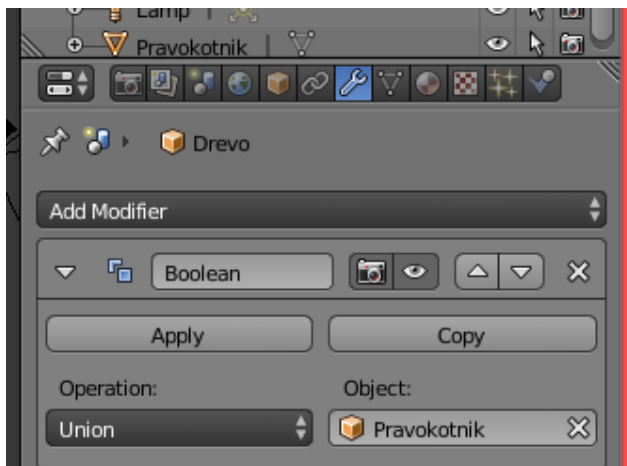 Lamp
Pravokotnik
Drevo
Add Modifier
Boolean
Apply Copy
Operation: Object:
Union Pravokotnik